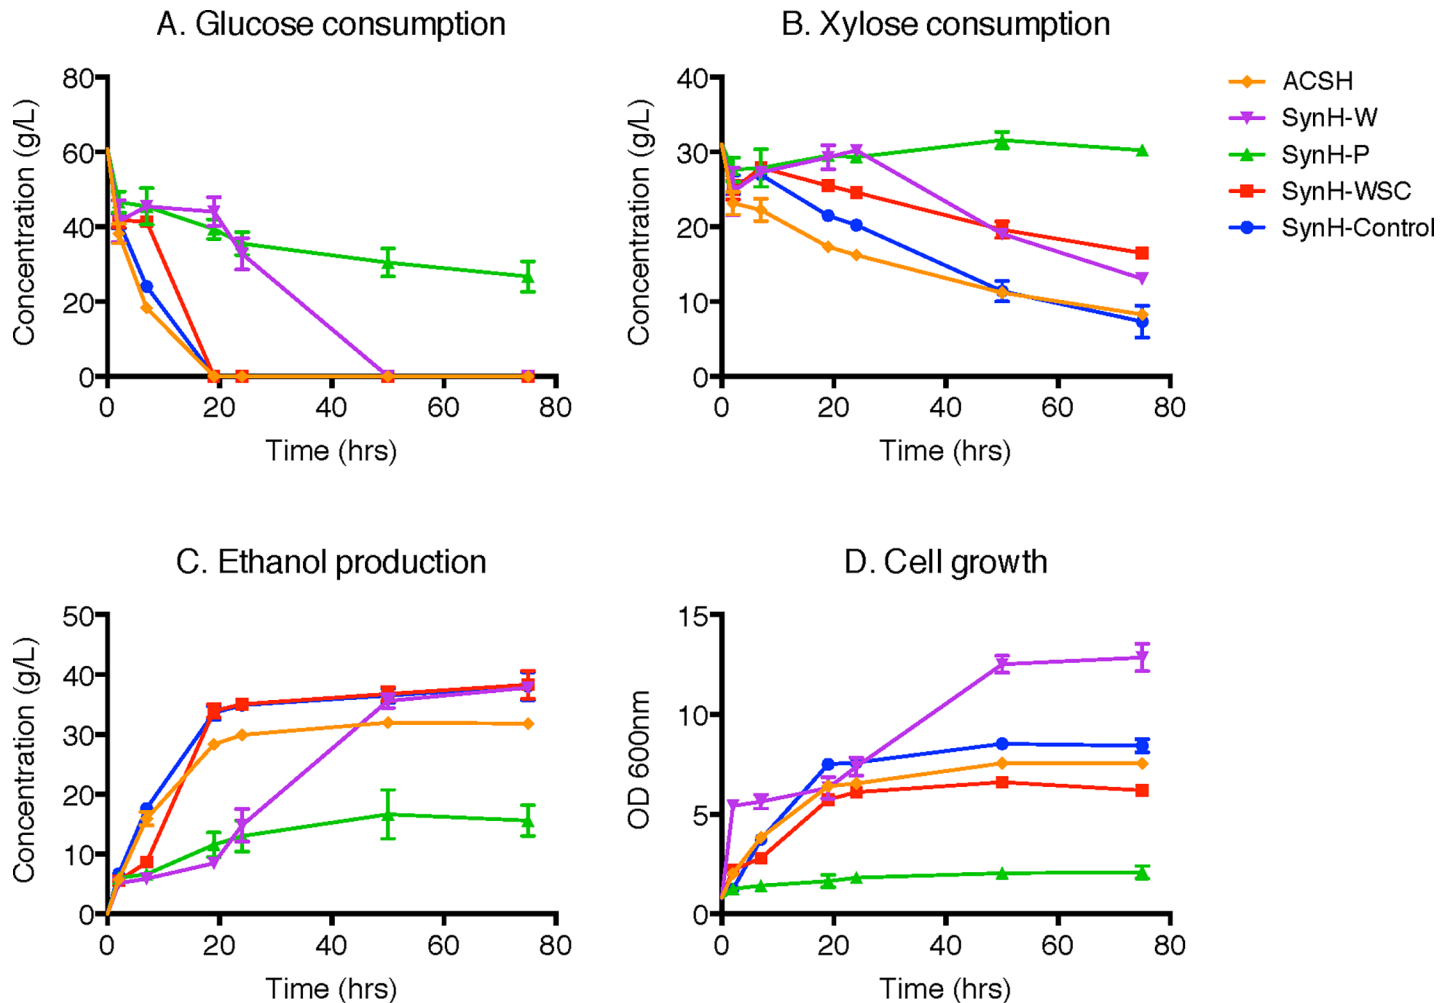 A. Glucose consumption
B. Xylose consumption
80
60
40
20
0
0
20
40
60
80
Concentration (g/L)
Time (hrs)
40
30
20
10
0
0
20
40
60
80
Concentration (g/L)
Time (hrs)
ACSH
SynH-W
SynH-P
SynH-WSC
SynH-Control
C. Ethanol production
D. Cell growth
50
40
30
20
10
0
0
20
40
60
80
Concentration (g/L)
Time (hrs)
15
10
5
0
0
20
40
60
80
OD 600nm
Time (hrs)